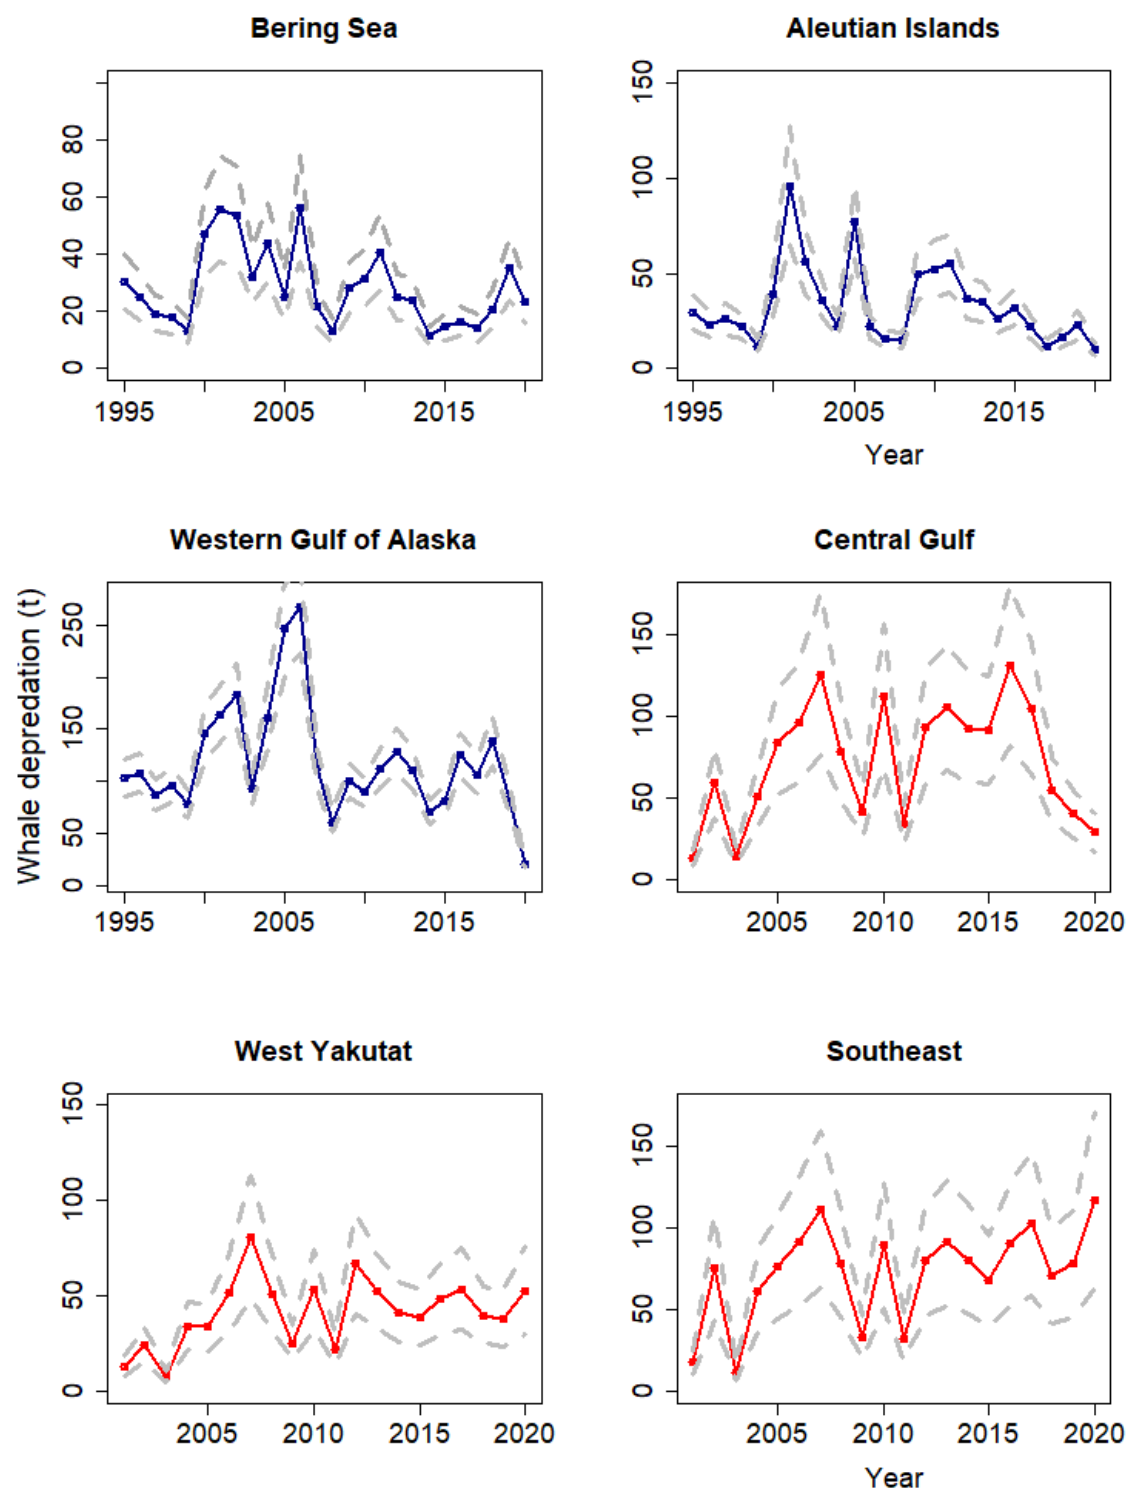 Bering Sea
80
60
40
20
0
1995 2005 2015
Aleutian Islands
150
100
50
0
1995 2005 2015
Year
Whale depredation (t)
Western Gulf of Alaska
250
150
50
0
1995 2005 2015
Central Gulf
150
100
50
0
2005 2010 2015 2020
West Yakutat
150
100
50
0
2005 2010 2015 2020
Southeast
150
100
50
0
2005 2010 2015 2020
Year